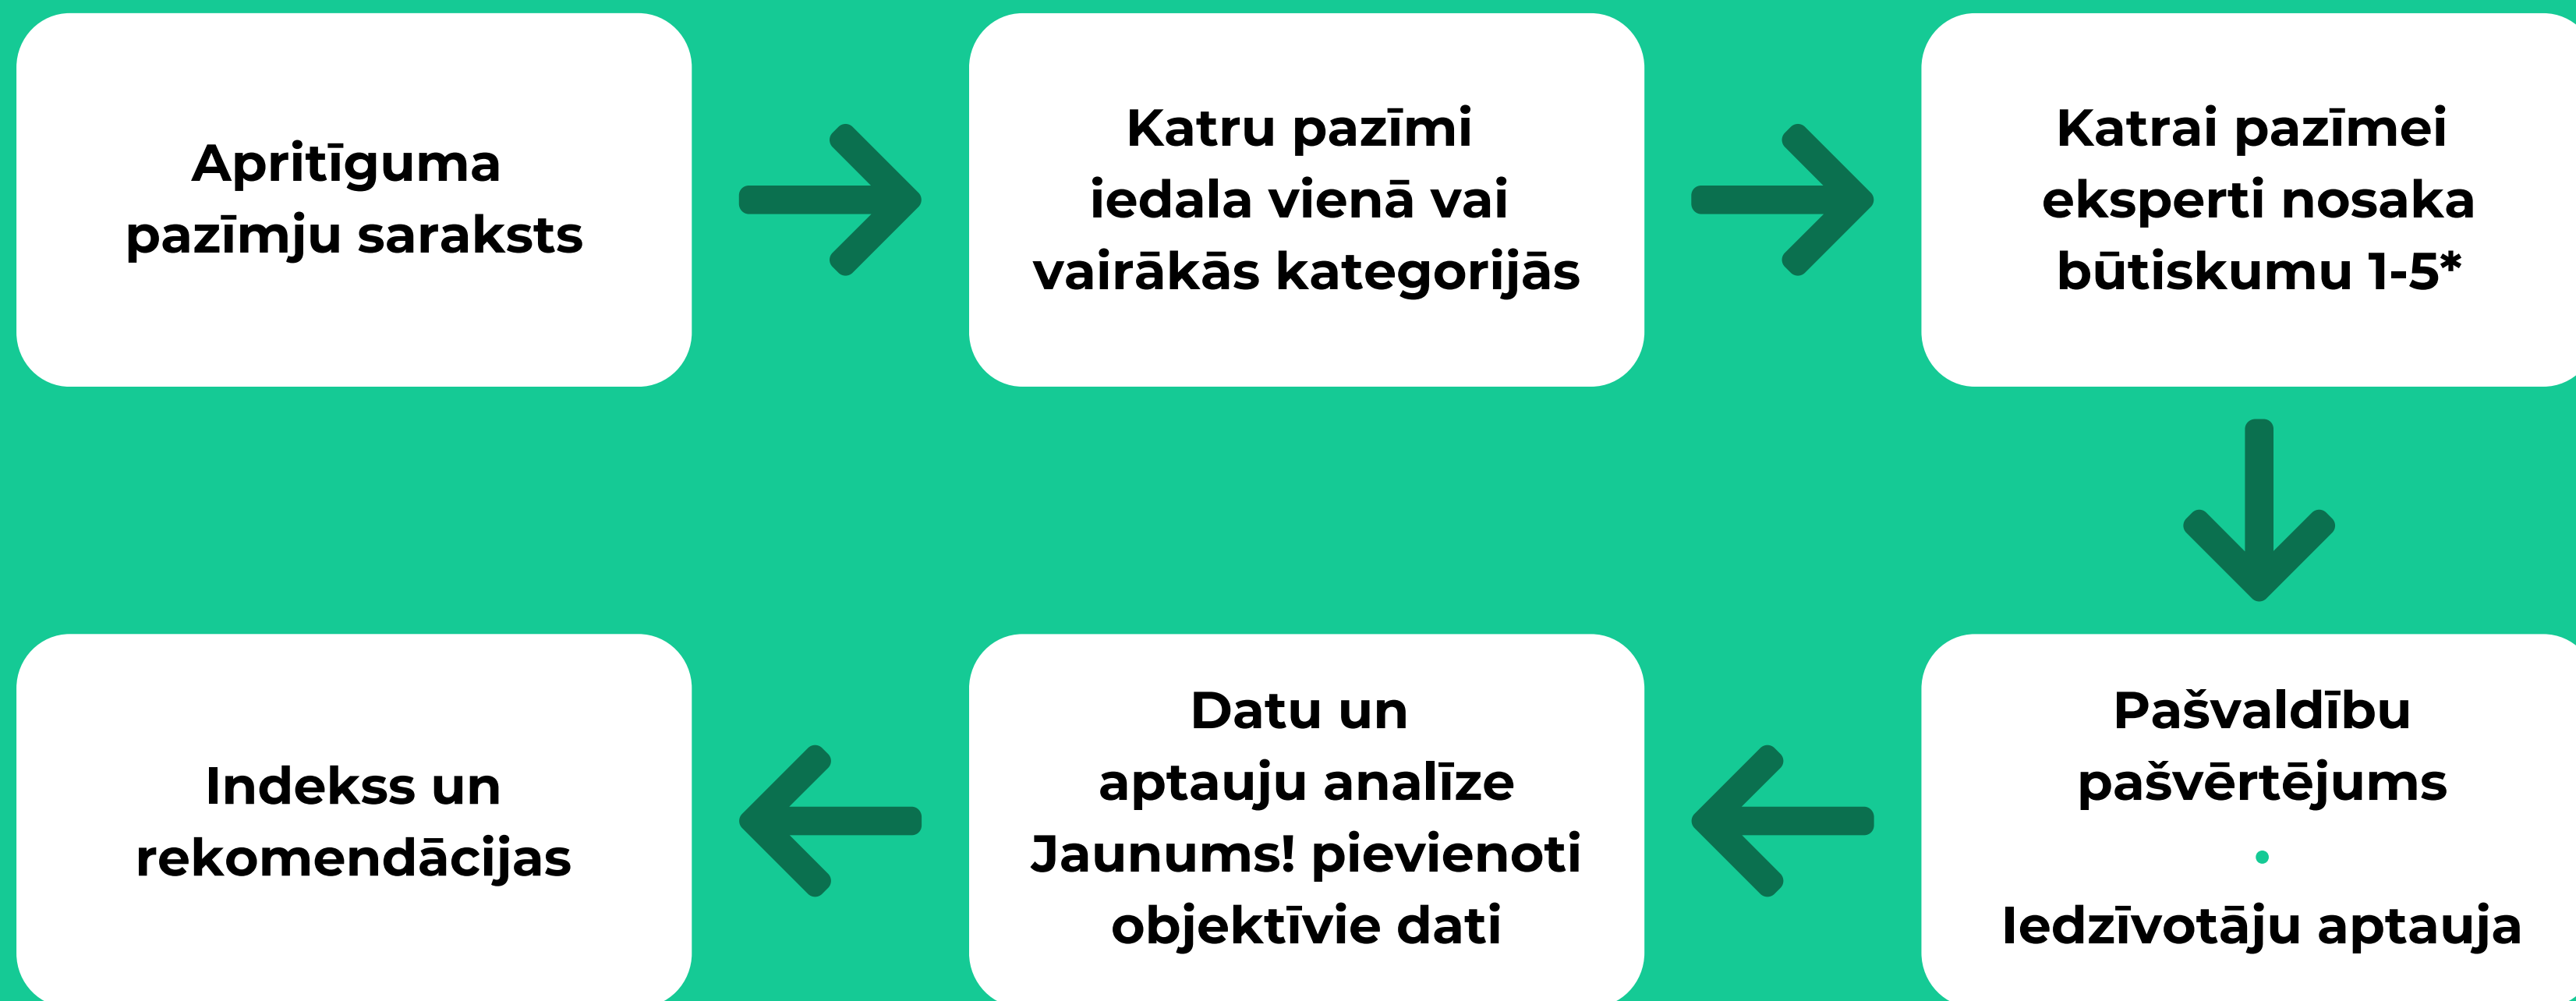 Apritīguma
pazīmju saraksts
Katru pazīmi
iedala vienā vai
vairākās kategorijās
Katrai pazīmei
eksperti nosaka
būtiskumu 1-5*
Pašvaldību
pašvērtējums
•
Iedzīvotāju aptauja
Datu un
aptauju analīze
Jaunums! pievienoti
objektīvie dati
Indekss un
rekomendācijas